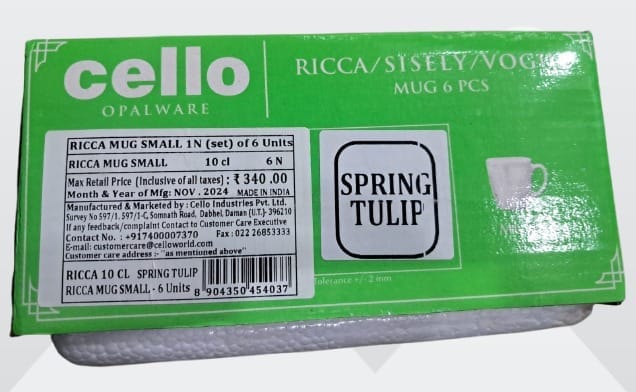 cello
OPALWARE
RICCA/SISELY/VOG
MUG 6 PCS
RICCA MUG SMALL 1N (set) of 6 Units
RICCA MUG SMALL 10 cl 6 N
Max Retail Price (Inclusive of all taxes) : ₹ 340.00
Month & Year of Mfg: NOV . 2024 MADE IN INDIA
Manufactured & Marketed by : Cello Industries Pvt. Ltd.
Survey No 597/1, 597/1-C, Somnath Road, Dabhel, Daman (U.T.)- 396210
If any feedback/complaint Contact to Customer Care Executive
Contact No. : +917400007370 Fax : 022 26853333
E-mail: customercare@celloworld.com
Customer care address :- "as mentioned above"
RICCA 10 CL SPRING TULIP
RICCA MUG SMALL - 6 Units
8 904350 454037
SPRING
TULIP
Tolerance +/- 2 mm